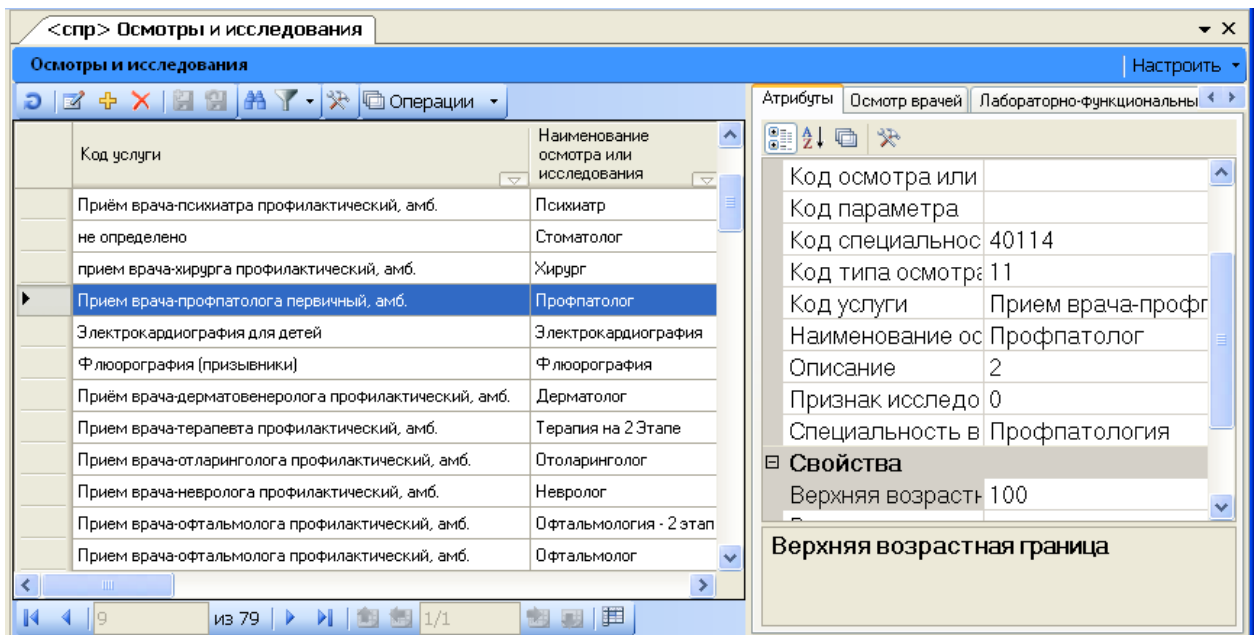 <спр> Осмотры и исследования
Осмотры и исследования
Настроить
Операции
Код услуги
Наименование
осмотра или
исследования
Приём врача-психиатра профилактический, амб. Психиатр
не определено Стоматолог
прием врача-хирурга профилактический, амб. Хирург
Прием врача-профпатолога первичный, амб. Профпатолог
Электрокардиография для детей Электрокардиография
Флюорография (призывники) Флюорография
Приём врача-дерматовенеролога профилактический, амб. Дерматолог
Прием врача-терапевта профилактический, амб. Терапия на 2 Этапе
Прием врача-отларинголога профилактический, амб. Отоларинголог
Прием врача-невролога профилактический, амб. Невролог
Прием врача-офтальмолога профилактический, амб. Офтальмология - 2 этап
Прием врача-офтальмолога профилактический, амб. Офтальмолог
9 из 79 1/1
Атрибуты Осмотр врачей Лабораторно-функциональны
Код осмотра или
Код параметра
Код специальнос 40114
Код типа осмотра 11
Код услуги Прием врача-профп
Наименование ос Профпатолог
Описание 2
Признак исследо 0
Специальность в Профпатология
Свойства
Верхняя возрастн 100
Верхняя возрастная граница